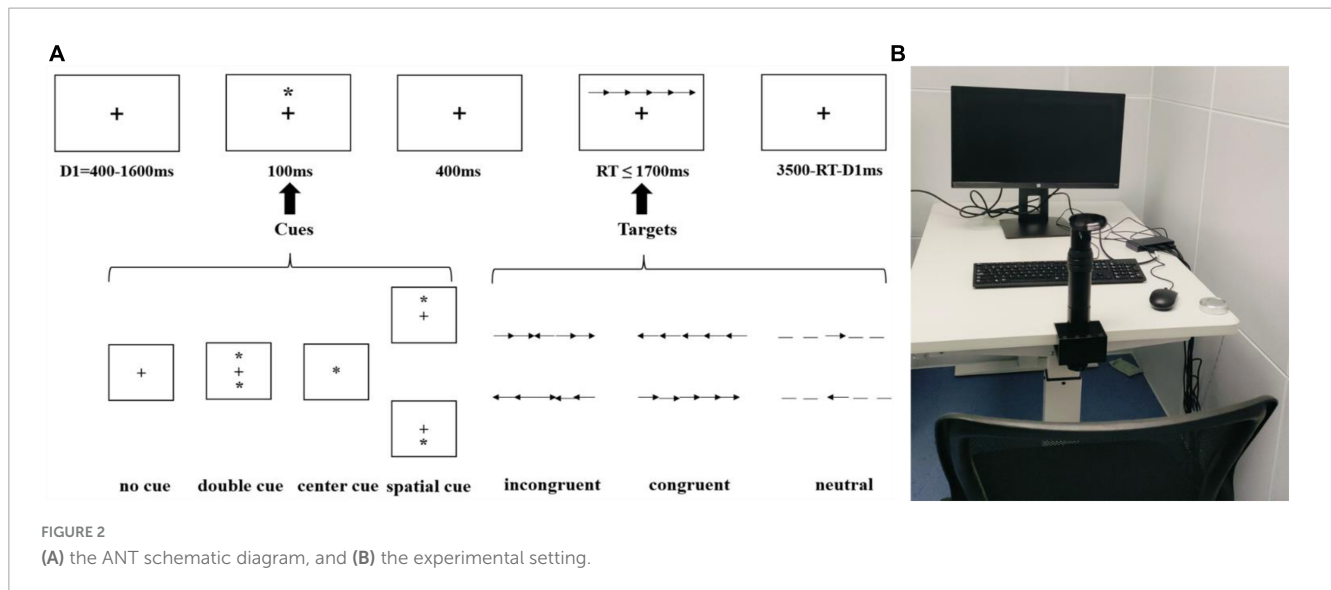 A
B
*
+ + + + +
D1=400-1600ms 100ms 400ms RT ≤ 1700ms 3500-RT-D1ms
Cues Targets
*
+
*
+ + *
*
+
*
no cue double cue center cue spatial cue incongruent congruent neutral
FIGURE 2
(A) the ANT schematic diagram, and (B) the experimental setting.